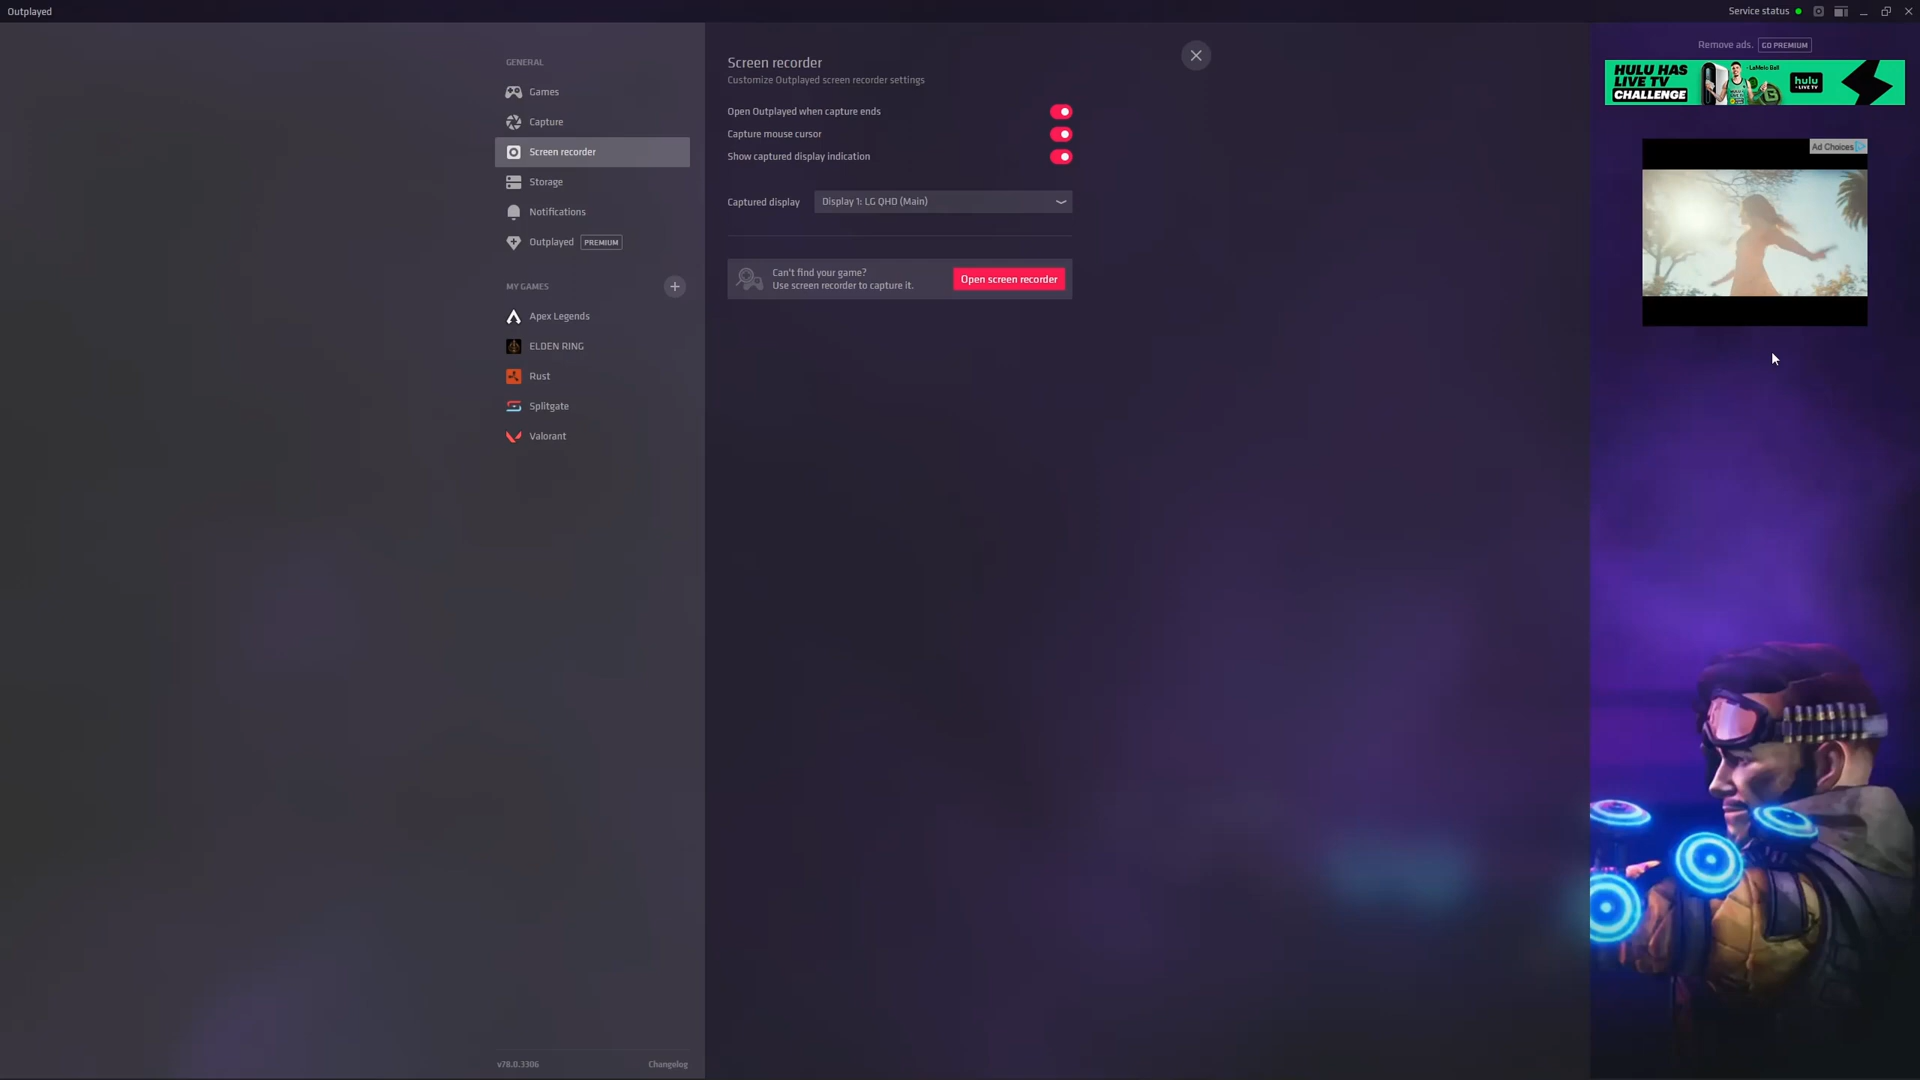 Outplayed
Service status
GENERAL
Games
Capture
Screen recorder
Storage
Notifications
Outplayed PREMIUM
MY GAMES
Apex Legends
ELDEN RING
Rust
Splitgate
Valorant
v78.0.3306 Changelog
Screen recorder
Customize Outplayed screen recorder settings
Open Outplayed when capture ends
Capture mouse cursor
Show captured display indication
Captured display Display 1: LG QHD (Main)
Can't find your game?
Use screen recorder to capture it.
Open screen recorder
Remove ads. GO PREMIUM
HULU HAS
LIVE TV
CHALLENGE
-LaMelo Ball
hulu
+ LIVE TV
Ad Choices